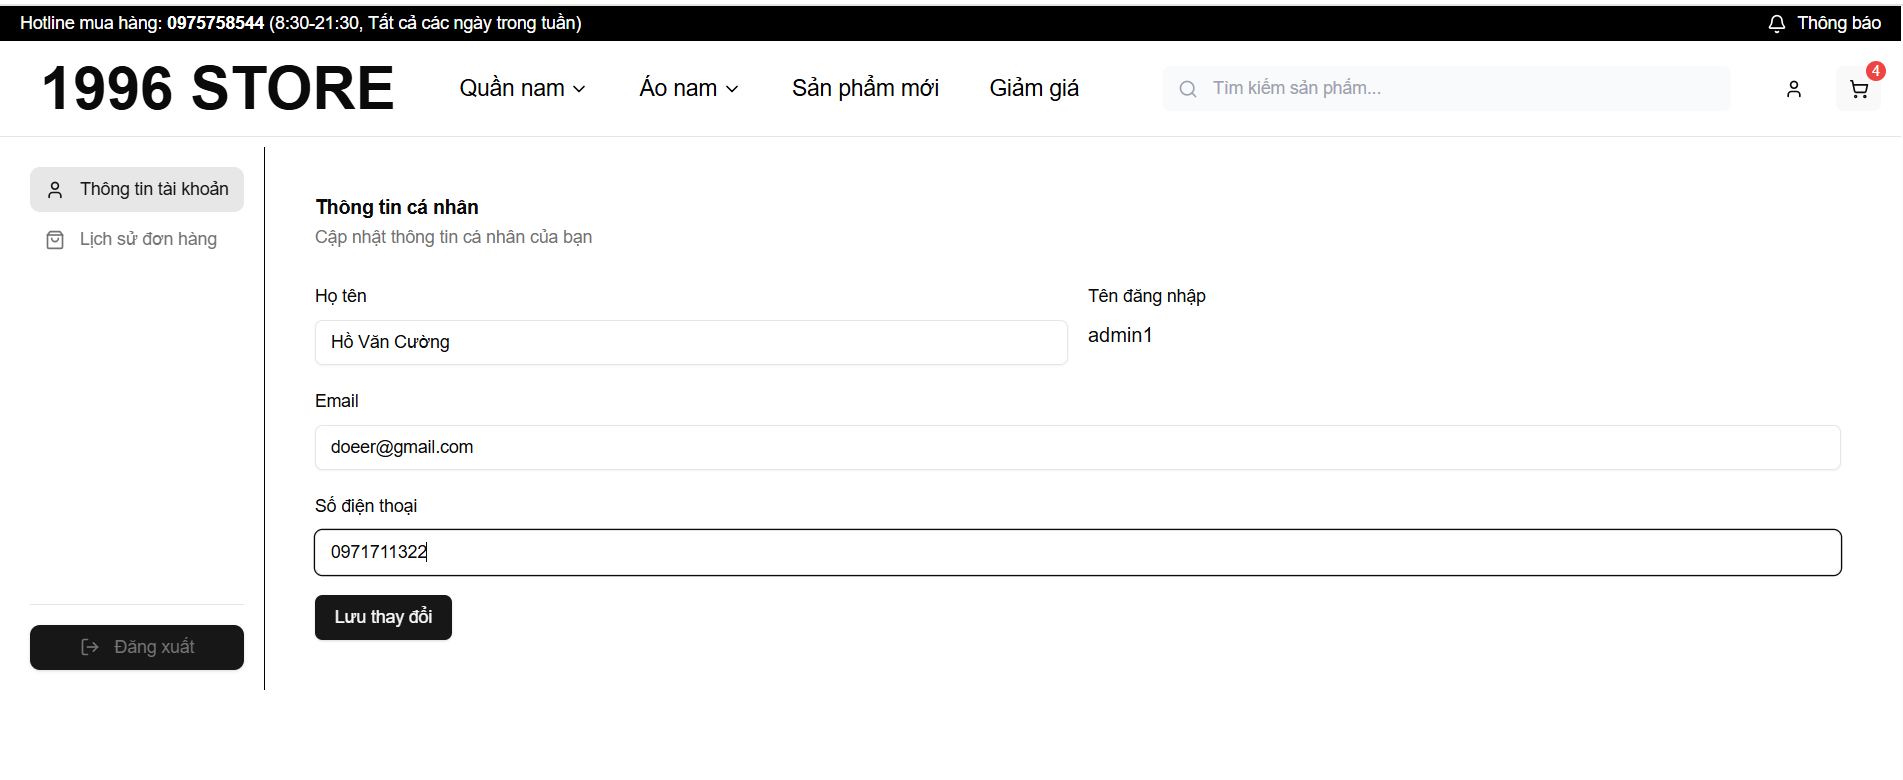 Hotline mua hàng: 0975758544 (8:30-21:30, Tất cả các ngày trong tuần)
Thông báo
1996 STORE
Quần nam
Áo nam
Sản phẩm mới
Giảm giá
Tìm kiếm sản phẩm...
4
Thông tin tài khoản
Lịch sử đơn hàng
Đăng xuất
Thông tin cá nhân
Cập nhật thông tin cá nhân của bạn
Họ tên
Hồ Văn Cường
Tên đăng nhập
admin1
Email
doeer@gmail.com
Số điện thoại
0971711322
Lưu thay đổi